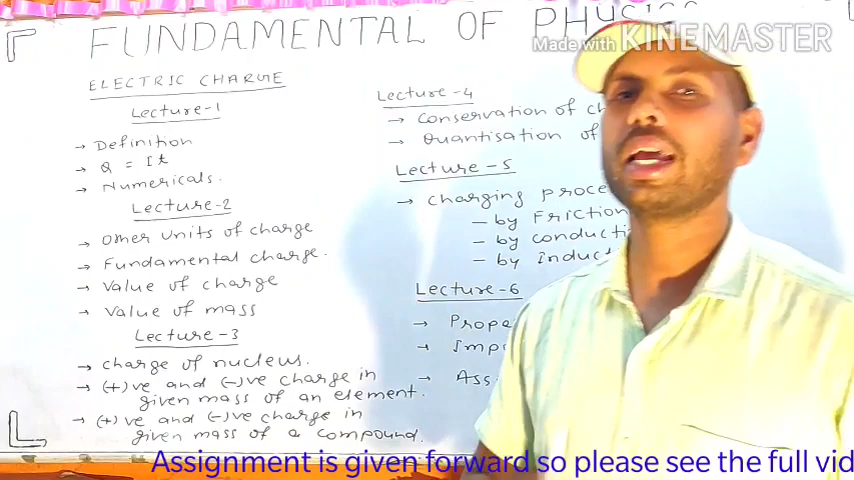 FUNDAMENTAL OF PHYSICS
Made with KINEMASTER
ELECTRIC CHARGE
Lecture-1
→ Definition
→ Q = It
→ Numericals.
Lecture-2
→ Other units of charge
→ Fundamental charge.
→ Value of charge
→ Value of mass
Lecture-3
→ charge of nucleus.
→ (+)ve and (-)ve charge in
given mass of an element.
→ (+)ve and (-)ve charge in
given mass of a compound.
Lecture-4
→ Conservation of ch
→ Quantisation of
Lecture-5
→ charging proce
- by Friction
- by conducti
- by Induct
Lecture-6
→ Prope
→ Imp
→ Ass
Assignment is given forward so please see the full vid